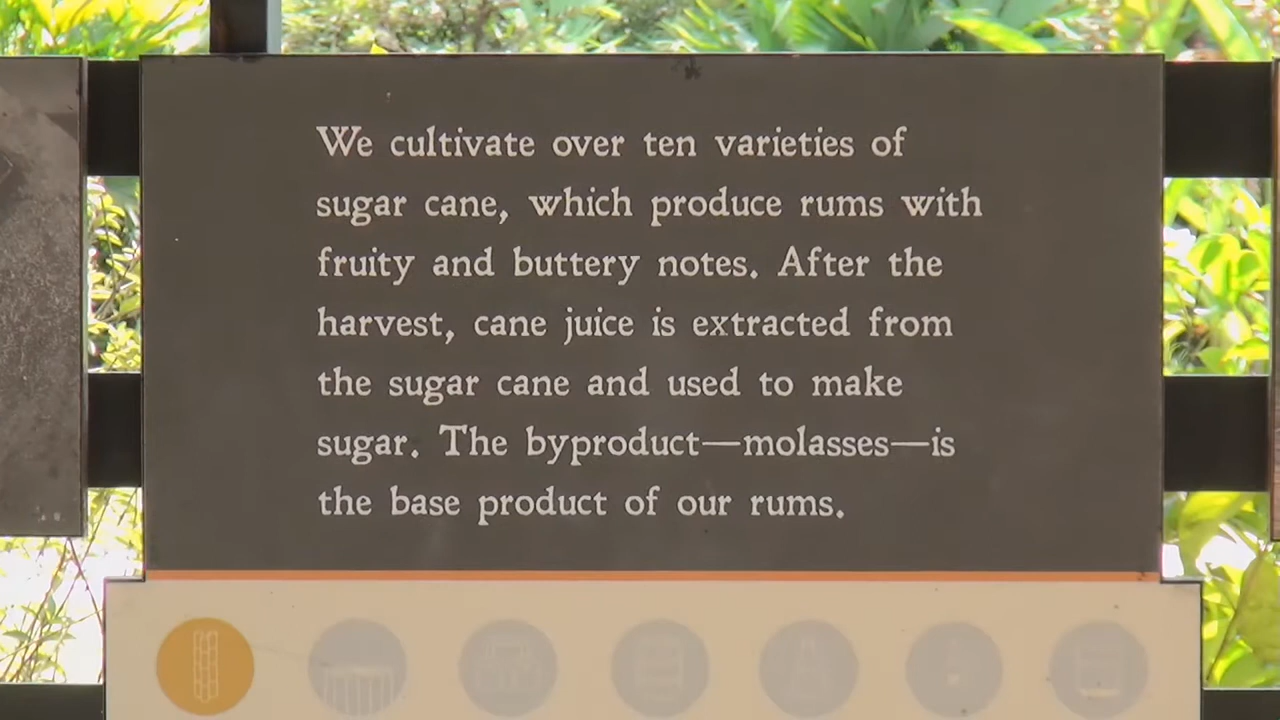 We cultivate over ten varieties of
sugar cane, which produce rums with
fruity and buttery notes. After the
harvest, cane juice is extracted from
the sugar cane and used to make
sugar. The byproduct—molasses—is
the base product of our rums.